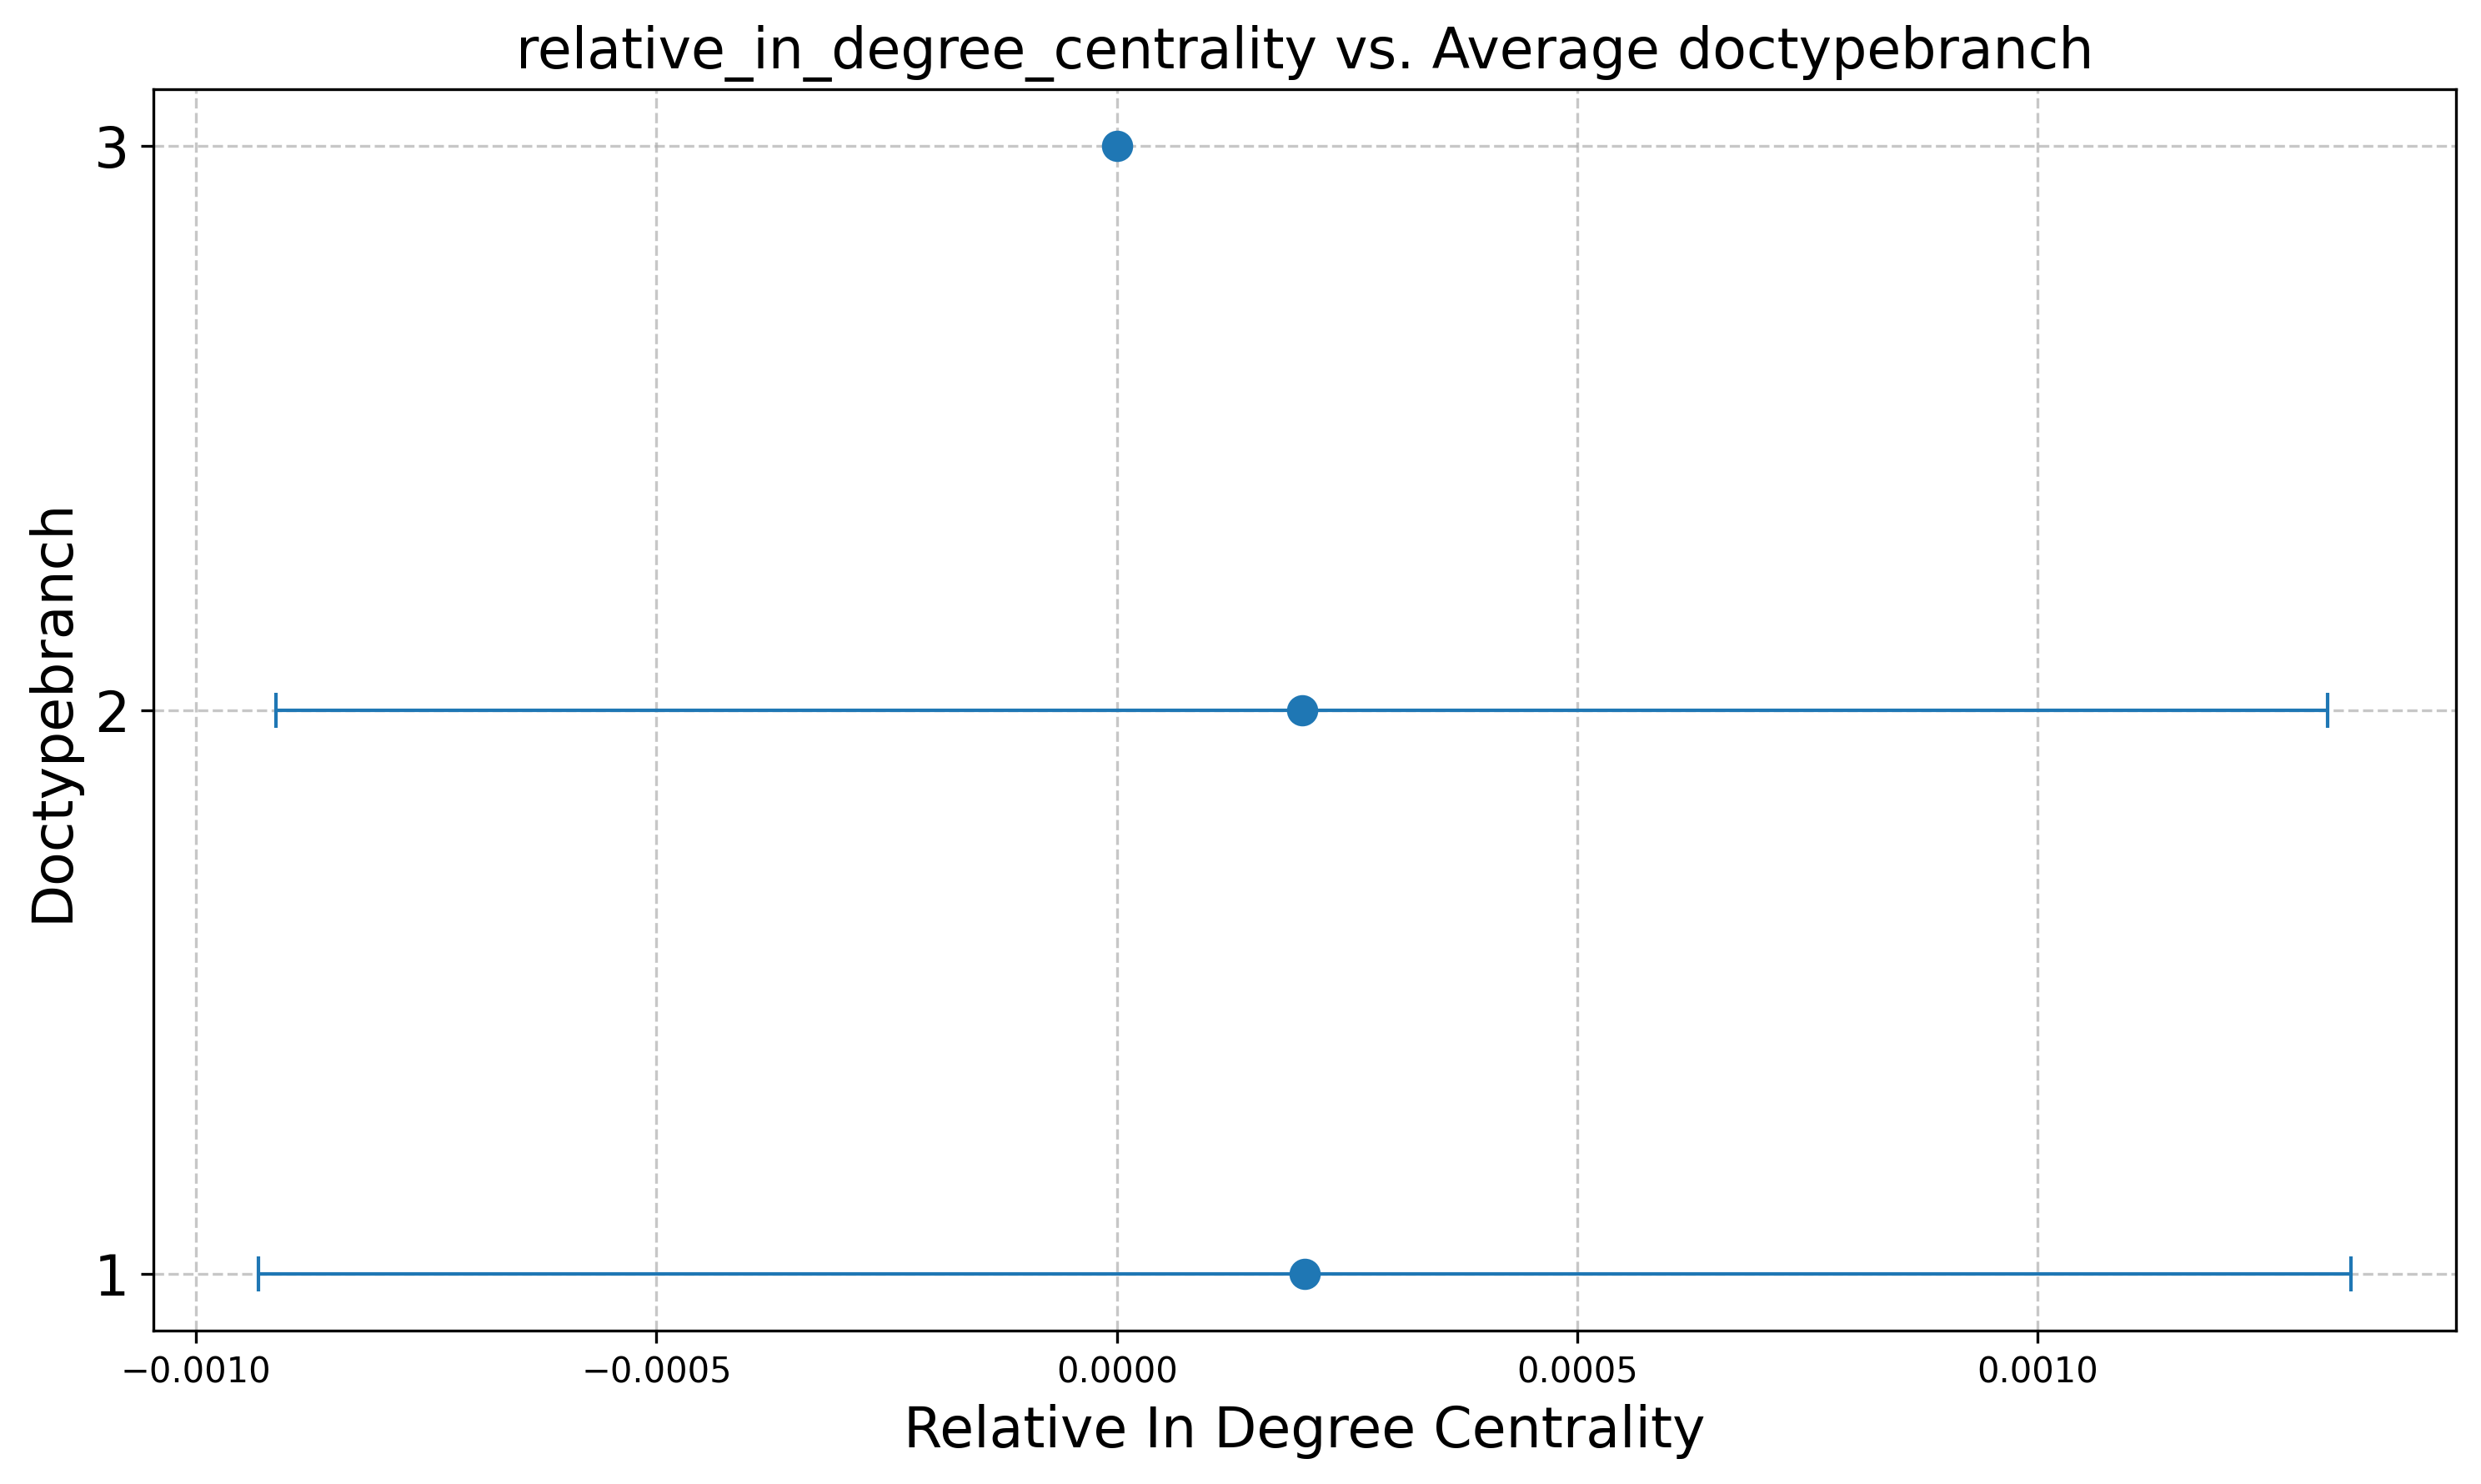 relative_in_degree_centrality vs. Average doctypebranch
3
2
1
Doctypebranch
−0.0010
−0.0005
0.0000
0.0005
0.0010
Relative In Degree Centrality